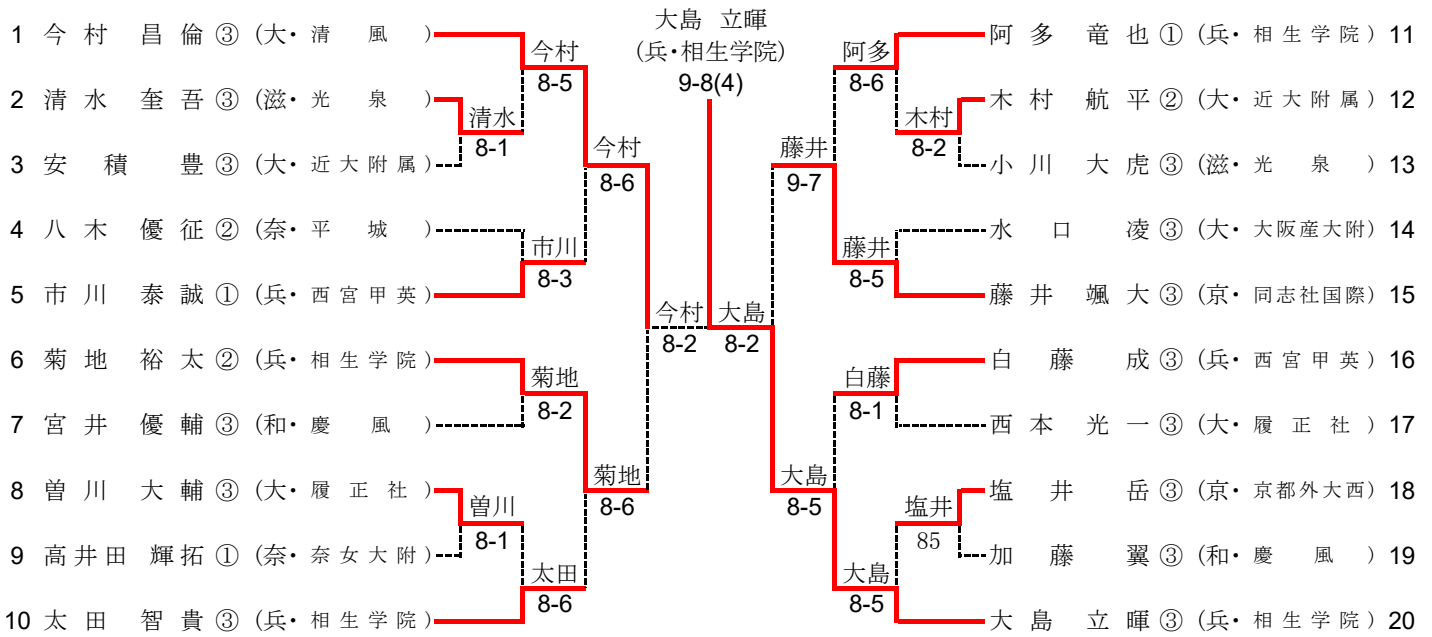 大島 立暉
(兵・相生学院)
9-8(4)
1 今村 昌倫 ③ (大・清風)
2 清水 奎吾 ③ (滋・光泉)
3 安積 豊 ③ (大・近大附属)
4 八木 優征 ② (奈・平城)
5 市川 泰誠 ① (兵・西宮甲英)
6 菊地 裕太 ② (兵・相生学院)
7 宮井 優輔 ③ (和・慶風)
8 曽川 大輔 ③ (大・履正社)
9 高井田 輝拓 ① (奈・奈女大附)
10 太田 智貴 ③ (兵・相生学院)
清水
8-1
曽川
8-1
今村
8-5
市川
8-3
菊地
8-2
太田
8-6
今村
8-6
菊地
8-6
今村
8-2
大島
8-2
藤井
9-7
大島
8-5
阿多
8-6
藤井
8-5
白藤
8-1
大島
8-5
木村
8-2
塩井
85
阿多 竜也 ① (兵・相生学院) 11
木村 航平 ② (大・近大附属) 12
小川 大虎 ③ (滋・光泉) 13
水口 凌 ③ (大・大阪産大附) 14
藤井 颯大 ③ (京・同志社国際) 15
白藤 成 ③ (兵・西宮甲英) 16
西本 光一 ③ (大・履正社) 17
塩井 岳 ③ (京・京都外大西) 18
加藤 翼 ③ (和・慶風) 19
大島 立暉 ③ (兵・相生学院) 20